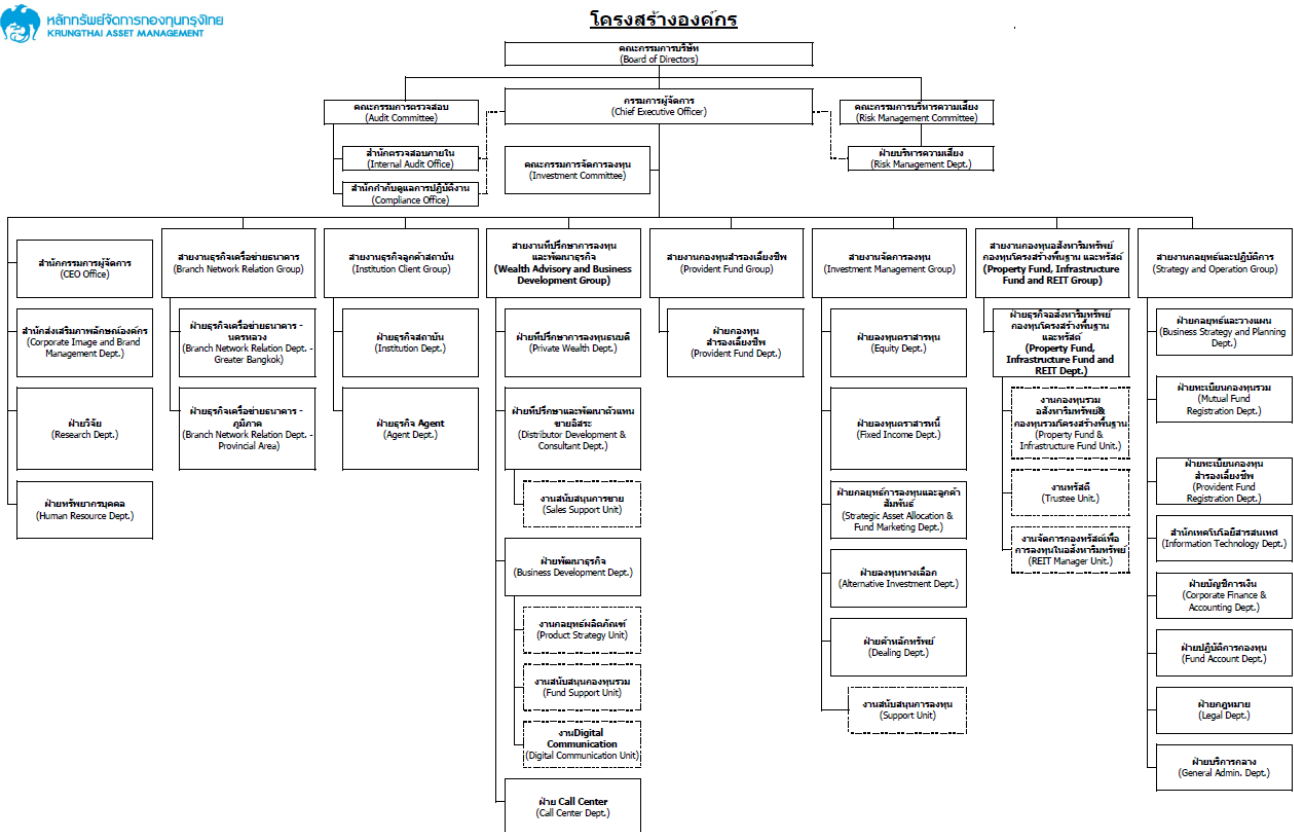 หลักทรัพย์จัดการกองทุนกรุงไทย
KRUNGTHAI ASSET MANAGEMENT
โครงสร้างองค์กร
คณะกรรมการบริษัท
(Board of Directors)
คณะกรรมการตรวจสอบ
(Audit Committee)
กรรมการผู้จัดการ
(Chief Executive Officer)
คณะกรรมการบริหารความเสี่ยง
(Risk Management Committee)
สำนักตรวจสอบภายใน
(Internal Audit Office)
คณะกรรมการจัดการลงทุน
(Investment Committee)
ฝ่ายบริหารความเสี่ยง
(Risk Management Dept.)
สำนักกำกับดูแลการปฏิบัติงาน
(Compliance Office)
สำนักกรรมการผู้จัดการ
(CEO Office)
สำนักส่งเสริมภาพลักษณ์องค์กร
(Corporate Image and Brand
Management Dept.)
ฝ่ายวิจัย
(Research Dept.)
ฝ่ายทรัพยากรบุคคล
(Human Resource Dept.)
สายงานธุรกิจเครือข่ายธนาคาร
(Branch Network Relation Group)
ฝ่ายธุรกิจเครือข่ายธนาคาร -
นครหลวง
(Branch Network Relation Dept. -
Greater Bangkok)
ฝ่ายธุรกิจเครือข่ายธนาคาร -
ภูมิภาค
(Branch Network Relation Dept. -
Provincial Area)
สายงานธุรกิจลูกค้าสถาบัน
(Institution Client Group)
ฝ่ายธุรกิจสถาบัน
(Institution Dept.)
ฝ่ายธุรกิจ Agent
(Agent Dept.)
สายงานที่ปรึกษาการลงทุน
และพัฒนาธุรกิจ
(Wealth Advisory and Business
Development Group)
ฝ่ายที่ปรึกษาการลงทุนธนบดี
(Private Wealth Dept.)
ฝ่ายที่ปรึกษาและพัฒนาตัวแทน
ขายอิสระ
(Distributor Development &
Consultant Dept.)
งานสนับสนุนการขาย
(Sales Support Unit)
ฝ่ายพัฒนาธุรกิจ
(Business Development Dept.)
งานกลยุทธ์ผลิตภัณฑ์
(Product Strategy Unit)
งานสนับสนุนกองทุนรวม
(Fund Support Unit)
งานDigital
Communication
(Digital Communication Unit)
ฝ่าย Call Center
(Call Center Dept.)
สายงานกองทุนสำรองเลี้ยงชีพ
(Provident Fund Group)
ฝ่ายกองทุน
สำรองเลี้ยงชีพ
(Provident Fund Dept.)
สายงานจัดการลงทุน
(Investment Management Group)
ฝ่ายลงทุนตราสารทุน
(Equity Dept.)
ฝ่ายลงทุนตราสารหนี้
(Fixed Income Dept.)
ฝ่ายกลยุทธ์การลงทุนและลูกค้า
สัมพันธ์
(Strategic Asset Allocation &
Fund Marketing Dept.)
ฝ่ายลงทุนทางเลือก
(Alternative Investment Dept.)
ฝ่ายค้าหลักทรัพย์
(Dealing Dept.)
งานสนับสนุนการลงทุน
(Support Unit)
สายงานกองทุนอสังหาริมทรัพย์
กองทุนโครงสร้างพื้นฐาน และทรัสต์
(Property Fund, Infrastructure
Fund and REIT Group)
ฝ่ายธุรกิจอสังหาริมทรัพย์
กองทุนโครงสร้างพื้นฐาน
และทรัสต์
(Property Fund,
Infrastructure Fund and
REIT Dept.)
งานกองทุนรวม
อสังหาริมทรัพย์&
กองทุนรวมโครงสร้างพื้นฐาน
(Property Fund &
Infrastructure Fund Unit.)
งานทรัสตี
(Trustee Unit.)
งานจัดการกองทรัสต์เพื่อ
การลงทุนในอสังหาริมทรัพย์
(REIT Manager Unit.)
สายงานกลยุทธ์และปฏิบัติการ
(Strategy and Operation Group)
ฝ่ายกลยุทธ์และวางแผน
(Business Strategy and Planning
Dept.)
ฝ่ายทะเบียนกองทุนรวม
(Mutual Fund
Registration Dept.)
ฝ่ายทะเบียนกองทุน
สำรองเลี้ยงชีพ
(Provident Fund
Registration Dept.)
สำนักเทคโนโลยีสารสนเทศ
(Information Technology Dept.)
ฝ่ายบัญชีการเงิน
(Corporate Finance &
Accounting Dept.)
ฝ่ายปฏิบัติการกองทุน
(Fund Account Dept.)
ฝ่ายกฎหมาย
(Legal Dept.)
ฝ่ายบริการกลาง
(General Admin. Dept.)